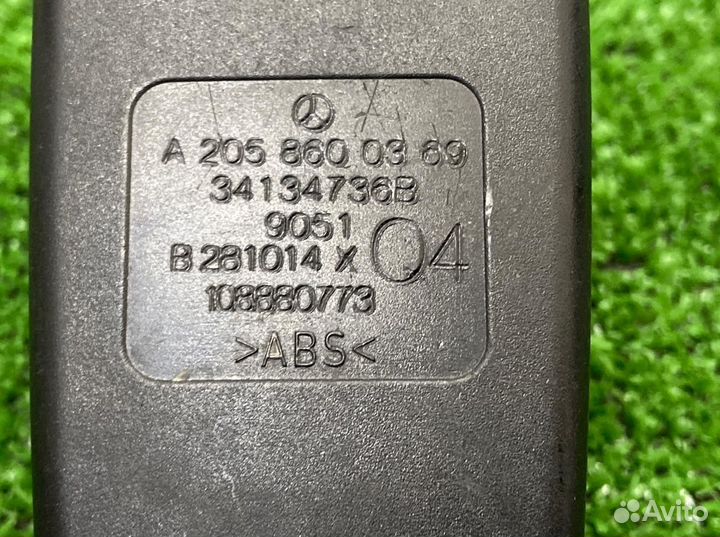 A 205 860 03 69
34134736B
9051
B 281014 X 04
108880773
>ABS<
Avito